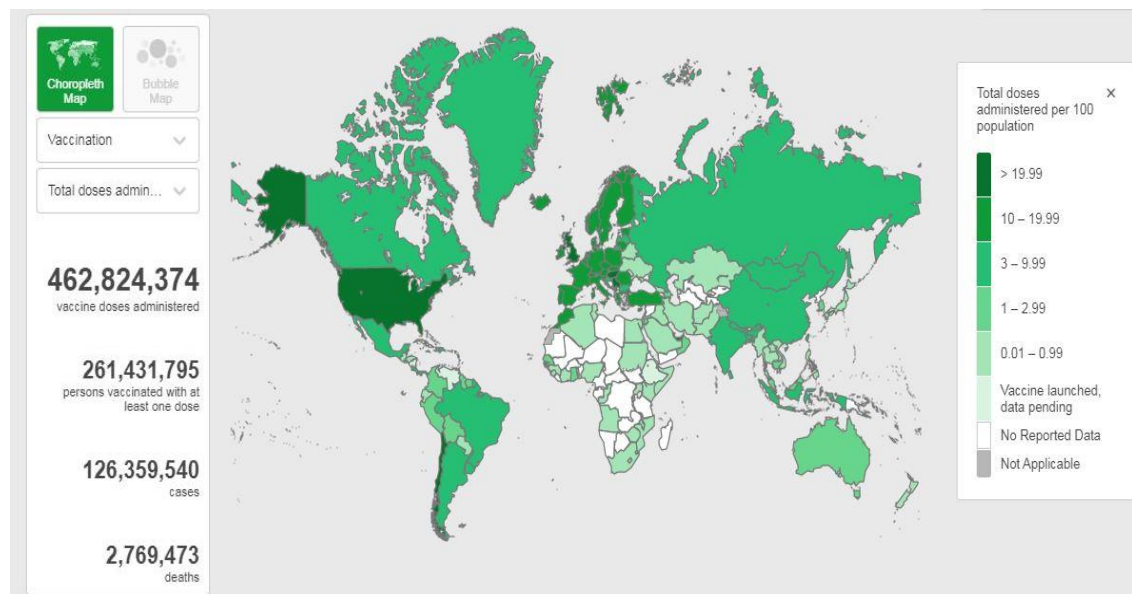 Choropleth
Map
Bubble
Map
Vaccination
Total doses admin...
462,824,374
vaccine doses administered
261,431,795
persons vaccinated with at
least one dose
126,359,540
cases
2,769,473
deaths
Total doses
administered per 100
population
×
> 19.99
10 – 19.99
3 – 9.99
1 – 2.99
0.01 – 0.99
Vaccine launched,
data pending
No Reported Data
Not Applicable